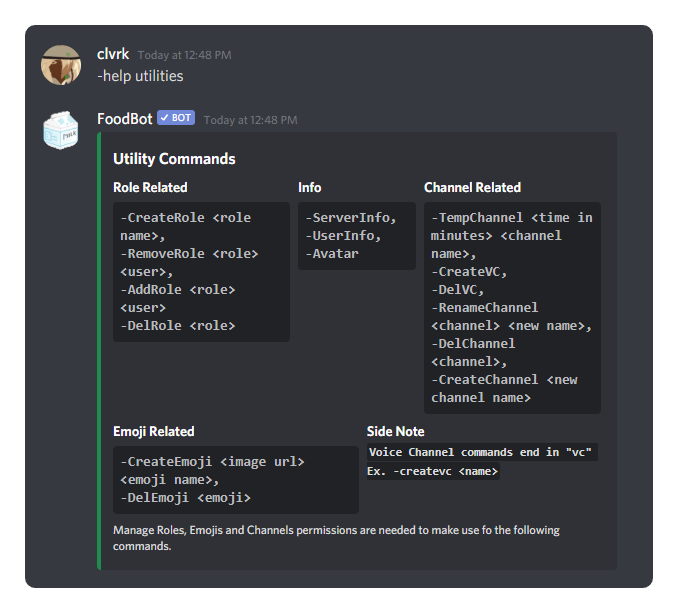 clvrk Today at 12:48 PM
-help utilities
FoodBot BOT Today at 12:48 PM
Utility Commands
Role Related
-CreateRole <role
name>,
-RemoveRole <role>
<user>,
-AddRole <role>
<user>
-DelRole <role>
Info
-ServerInfo,
-UserInfo,
-Avatar
Channel Related
-TempChannel <time in
minutes> <channel
name>,
-CreateVC,
-DelVC,
-RenameChannel
<channel> <new name>,
-DelChannel
<channel>,
-CreateChannel <new
channel name>
Emoji Related
-CreateEmoji <image url>
<emoji name>,
-DelEmoji <emoji>
Side Note
Voice Channel commands end in "vc"
Ex. -createvc <name>
Manage Roles, Emojis and Channels permissions are needed to make use fo the following
commands.
MILK